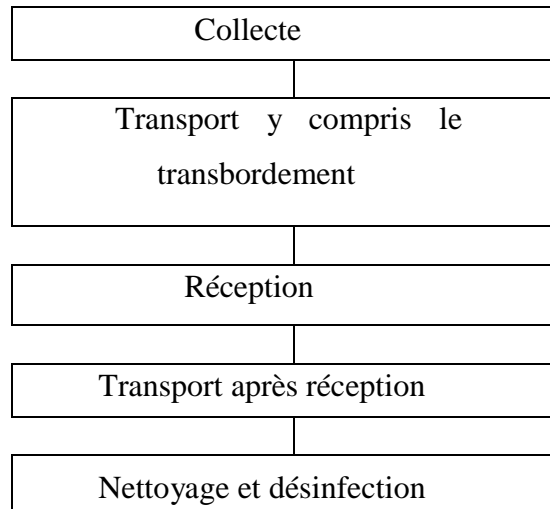 Collecte
Transport y compris le
transbordement
Réception
Transport après réception
Nettoyage et désinfection